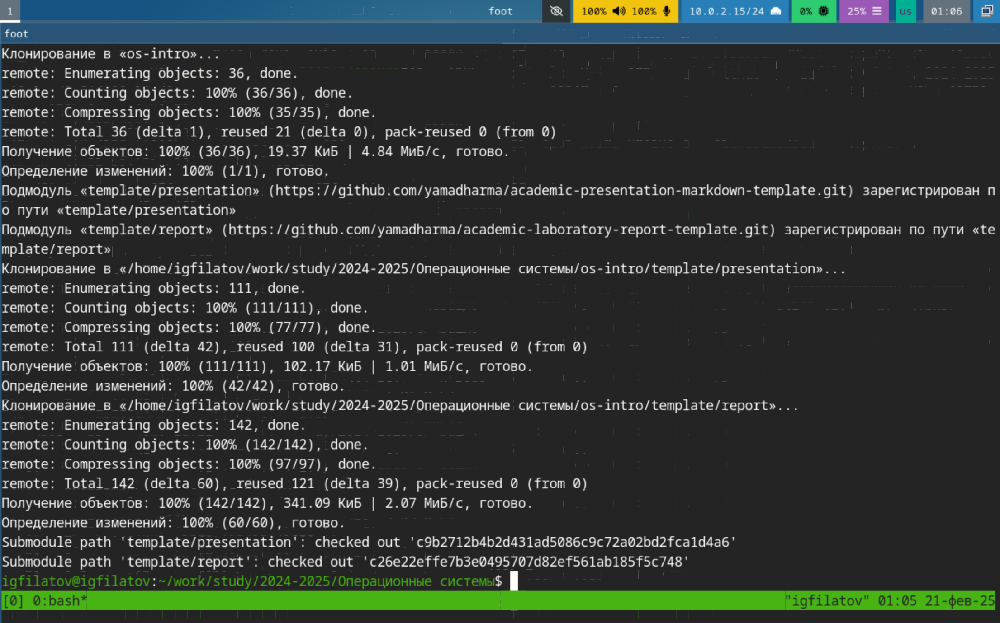 1 foot 100% 100% 10.0.2.15/24 0% 25% us 01:06
foot
Клонирование в «os-intro»...
remote: Enumerating objects: 36, done.
remote: Counting objects: 100% (36/36), done.
remote: Compressing objects: 100% (35/35), done.
remote: Total 36 (delta 1), reused 21 (delta 0), pack-reused 0 (from 0)
Получение объектов: 100% (36/36), 19.37 КиБ | 4.84 МиБ/с, готово.
Определение изменений: 100% (1/1), готово.
Подмодуль «template/presentation» (https://github.com/yamadharma/academic-presentation-markdown-template.git) зарегистрирован п
о пути «template/presentation»
Подмодуль «template/report» (https://github.com/yamadharma/academic-laboratory-report-template.git) зарегистрирован по пути «te
mplate/report»
Клонирование в «/home/igfilatov/work/study/2024-2025/Операционные системы/os-intro/template/presentation»...
remote: Enumerating objects: 111, done.
remote: Counting objects: 100% (111/111), done.
remote: Compressing objects: 100% (77/77), done.
remote: Total 111 (delta 42), reused 100 (delta 31), pack-reused 0 (from 0)
Получение объектов: 100% (111/111), 102.17 КиБ | 1.01 МиБ/с, готово.
Определение изменений: 100% (42/42), готово.
Клонирование в «/home/igfilatov/work/study/2024-2025/Операционные системы/os-intro/template/report»...
remote: Enumerating objects: 142, done.
remote: Counting objects: 100% (142/142), done.
remote: Compressing objects: 100% (97/97), done.
remote: Total 142 (delta 60), reused 121 (delta 39), pack-reused 0 (from 0)
Получение объектов: 100% (142/142), 341.09 КиБ | 2.07 МиБ/с, готово.
Определение изменений: 100% (60/60), готово.
Submodule path 'template/presentation': checked out 'c9b2712b4b2d431ad5086c9c72a02bd2fca1d4a6'
Submodule path 'template/report': checked out 'c26e22effe7b3e0495707d82ef561ab185f5c748'
igfilatov@igfilatov:~/work/study/2024-2025/Операционные системы$
[0] 0:bash* "igfilatov" 01:05 21-фев-25